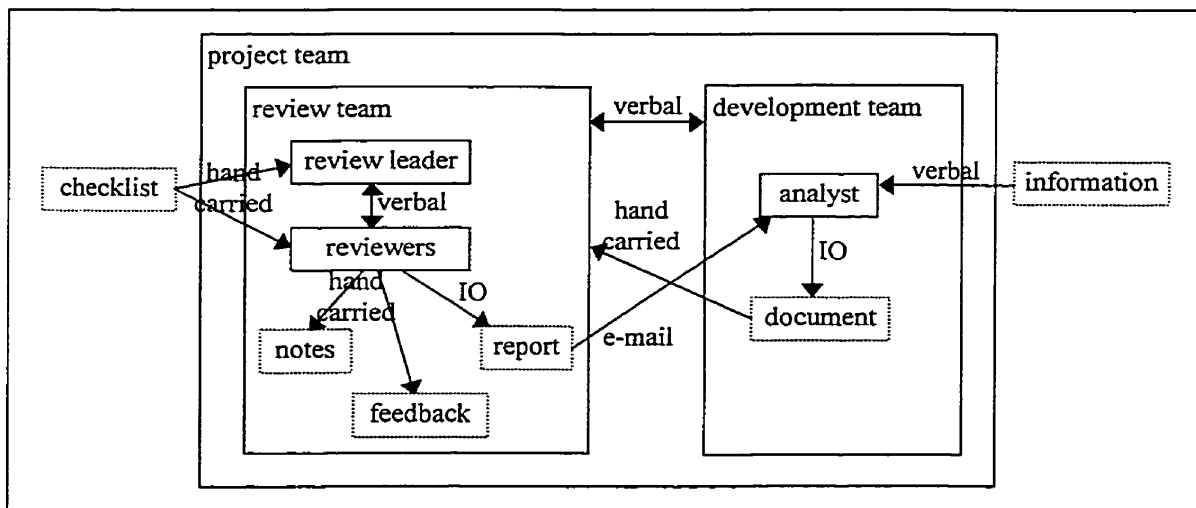 project team
review team
verbal
development team
review leader
hand
carried
checklist
verbal
analyst
verbal
information
reviewers
hand
carried
IO
hand
carried
IO
notes
report
e-mail
document
feedback